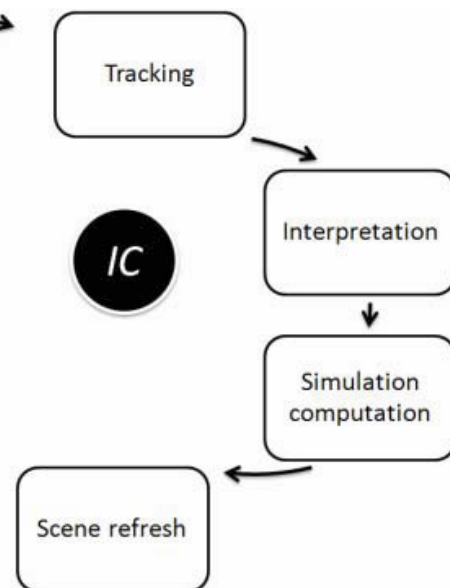 Tracking
IC
Interpretation
Simulation
computation
Scene refresh